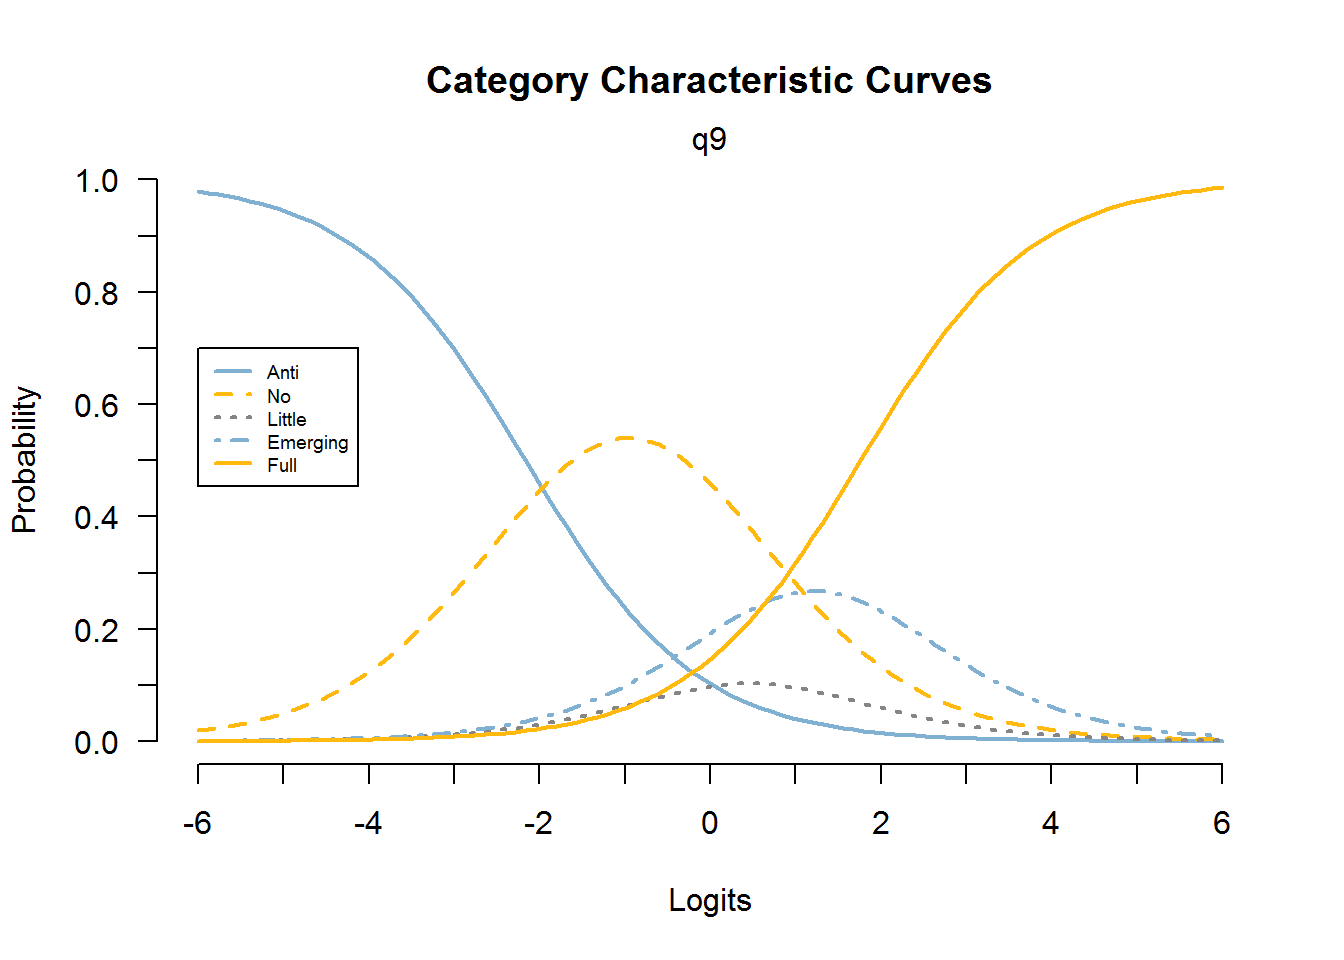 Category Characteristic Curves
q9
1.0
0.8
0.6
0.4
0.2
0.0
Probability
Anti
No
Little
Emerging
Full
-6 -4 -2 0 2 4 6
Logits